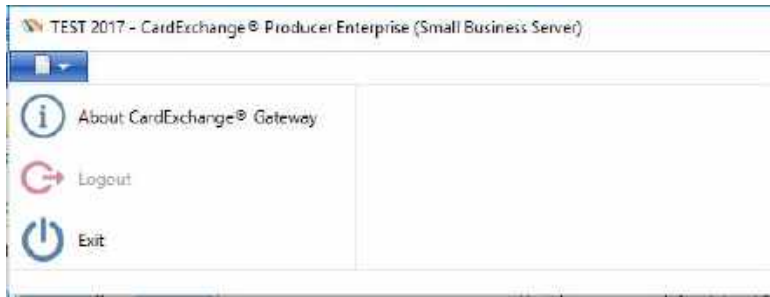 TEST 2017 - CardExchange® Producer Enterprise (Small Business Server)
About CardExchange® Gateway
Logout
Exit